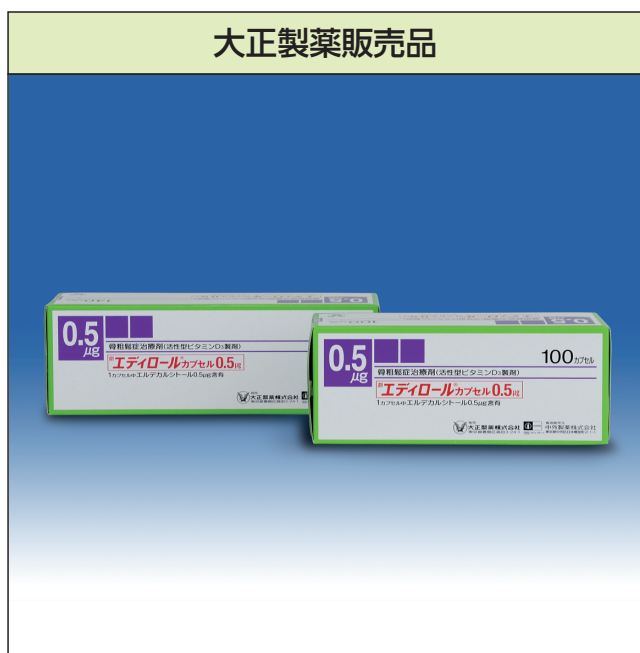 大正製薬販売品
0.5
μg
骨粗鬆症治療剤(活性型ビタミンD₃製剤)
エディロール®カプセル0.5μg
1カプセル中エルデカルシトール0.5μg含有
大正製薬株式会社
0.5
μg
100カプセル
骨粗鬆症治療剤(活性型ビタミンD₃製剤)
エディロール®カプセル0.5μg
1カプセル中エルデカルシトール0.5μg含有
大正製薬株式会社
中外製薬株式会社